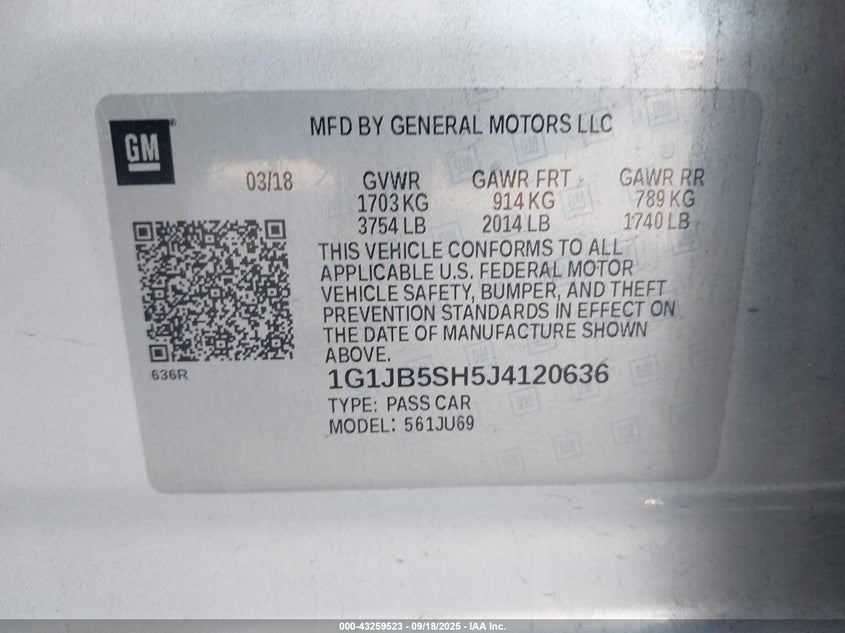 MFD BY GENERAL MOTORS LLC
GM®
03/18 GVWR GAWR FRT GAWR RR
1703 KG 914 KG 789 KG
3754 LB 2014 LB 1740 LB
THIS VEHICLE CONFORMS TO ALL
APPLICABLE U.S. FEDERAL MOTOR
VEHICLE SAFETY, BUMPER, AND THEFT
PREVENTION STANDARDS IN EFFECT ON
THE DATE OF MANUFACTURE SHOWN
ABOVE.
636R
1G1JB5SH5J4120636
TYPE: PASS CAR
MODEL: 561JU69
000-43259523 - 09/18/2025 - IAA Inc.